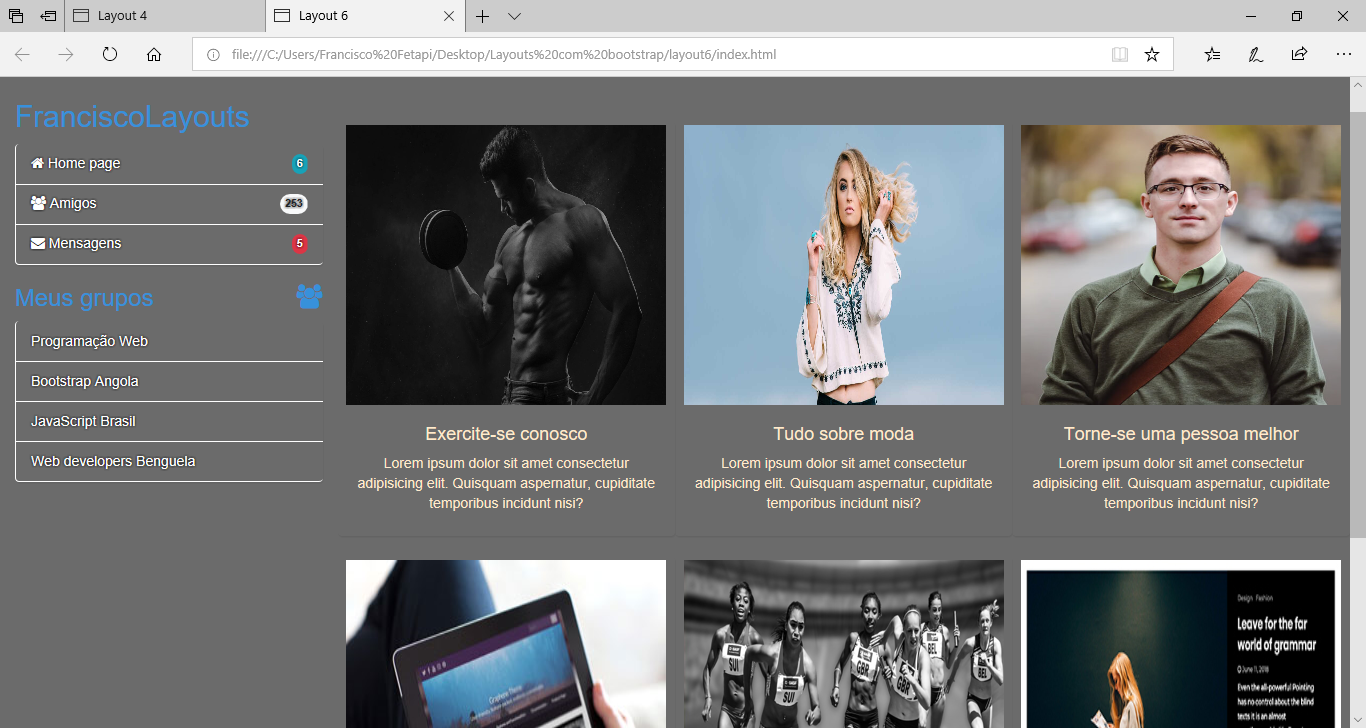 Layout 4
Layout 6
file:///C:/Users/Francisco%20Fetapi/Desktop/Layouts%20com%20bootstrap/layout6/index.html
FranciscoLayouts
Home page 6
Amigos 253
Mensagens 5
Meus grupos
Programação Web
Bootstrap Angola
JavaScript Brasil
Web developers Benguela
Exercite-se conosco
Lorem ipsum dolor sit amet consectetur
adipisicing elit. Quisquam aspernatur, cupiditate
temporibus incidunt nisi?
Tudo sobre moda
Lorem ipsum dolor sit amet consectetur
adipisicing elit. Quisquam aspernatur, cupiditate
temporibus incidunt nisi?
Torne-se uma pessoa melhor
Lorem ipsum dolor sit amet consectetur
adipisicing elit. Quisquam aspernatur, cupiditate
temporibus incidunt nisi?
SUI
SUI
GBR
GBR
BEL
BEL
Design Fashion
Leave for the far
world of grammar
June 11, 2018
Even the all-powerful Pointing
has no control about the blind
texts it is an almost